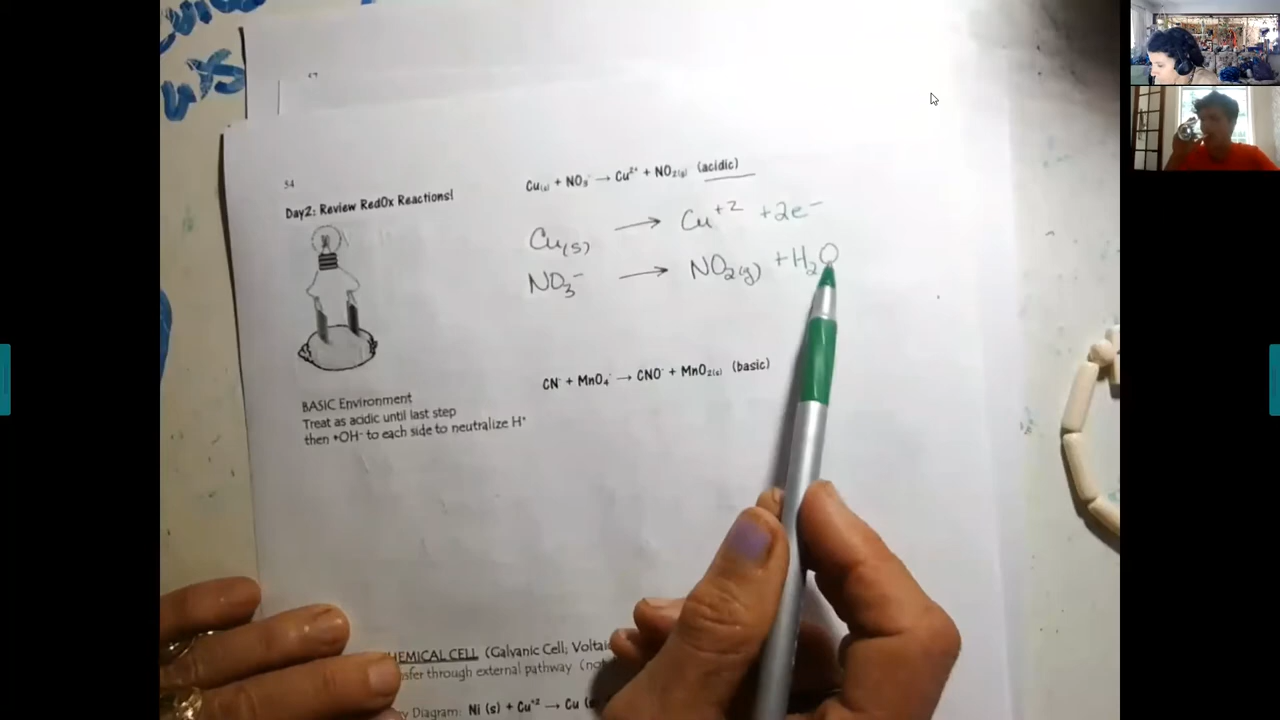 54
Day2: Review RedOx Reactions!
Cu(s) + NO3⁻ → Cu²⁺ + NO2(g) (acidic)
Cu(s) → Cu⁺² + 2e⁻
NO3⁻ → NO2(g) + H2O
CN⁻ + MnO4⁻ → CNO⁻ + MnO2(s) (basic)
BASIC Environment
Treat as acidic until last step
then +OH⁻ to each side to neutralize H⁺
HEMICAL CELL (Galvanic Cell; Voltai
sfer through external pathway (no
y Diagram: Ni (s) + Cu⁺² → Cu (s